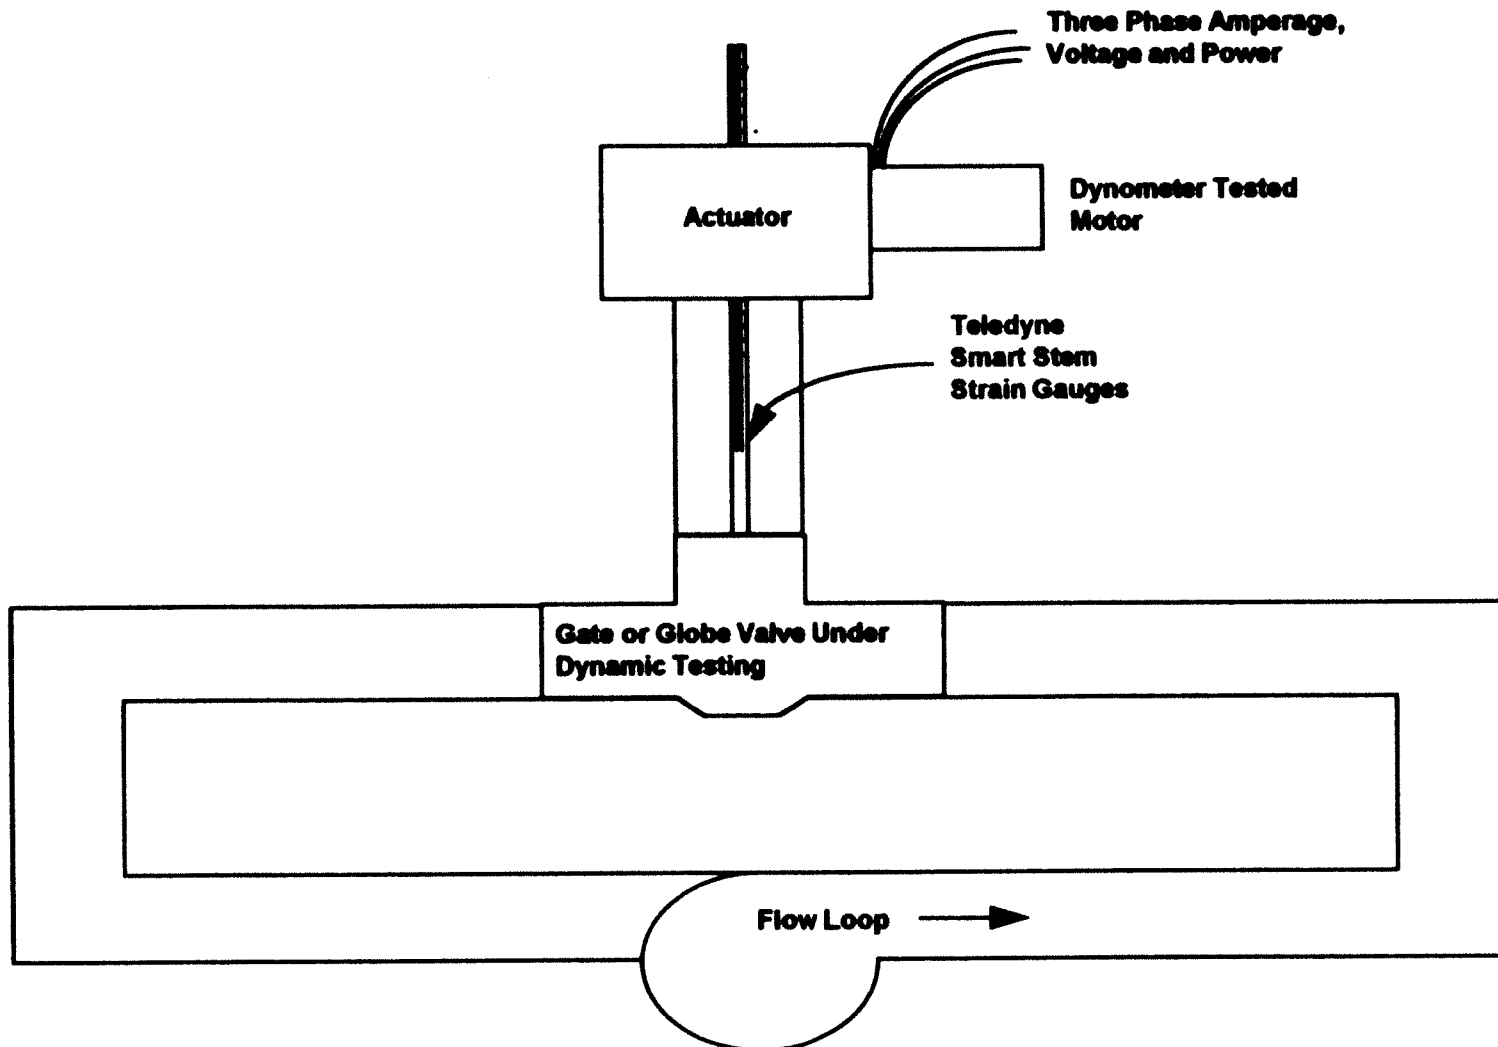 Three Phase Amperage,
Voltage and Power
Actuator
Dynometer Tested
Motor
Teledyne
Smart Stem
Strain Gauges
Gate or Globe Valve Under
Dynamic Testing
Flow Loop